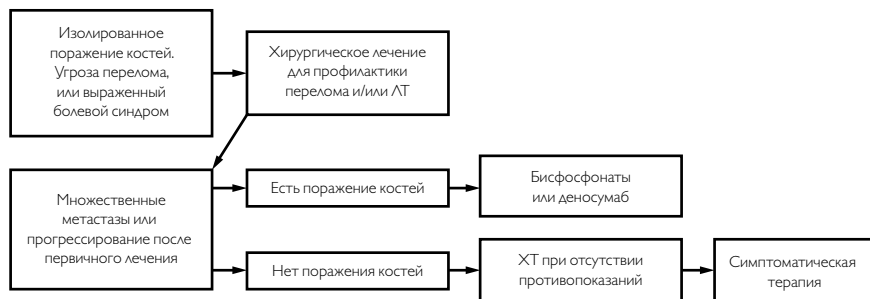 Изолированное
поражение костей.
Угроза перелома,
или выраженный
болевой синдром
Хирургическое лечение
для профилактики
перелома и/или ЛТ
Множественные
метастазы или
прогрессирование после
первичного лечения
Есть поражение костей
Бисфосфонаты
или деносумаб
Нет поражения костей
ХТ при отсутствии
противопоказаний
Симптоматическая
терапия